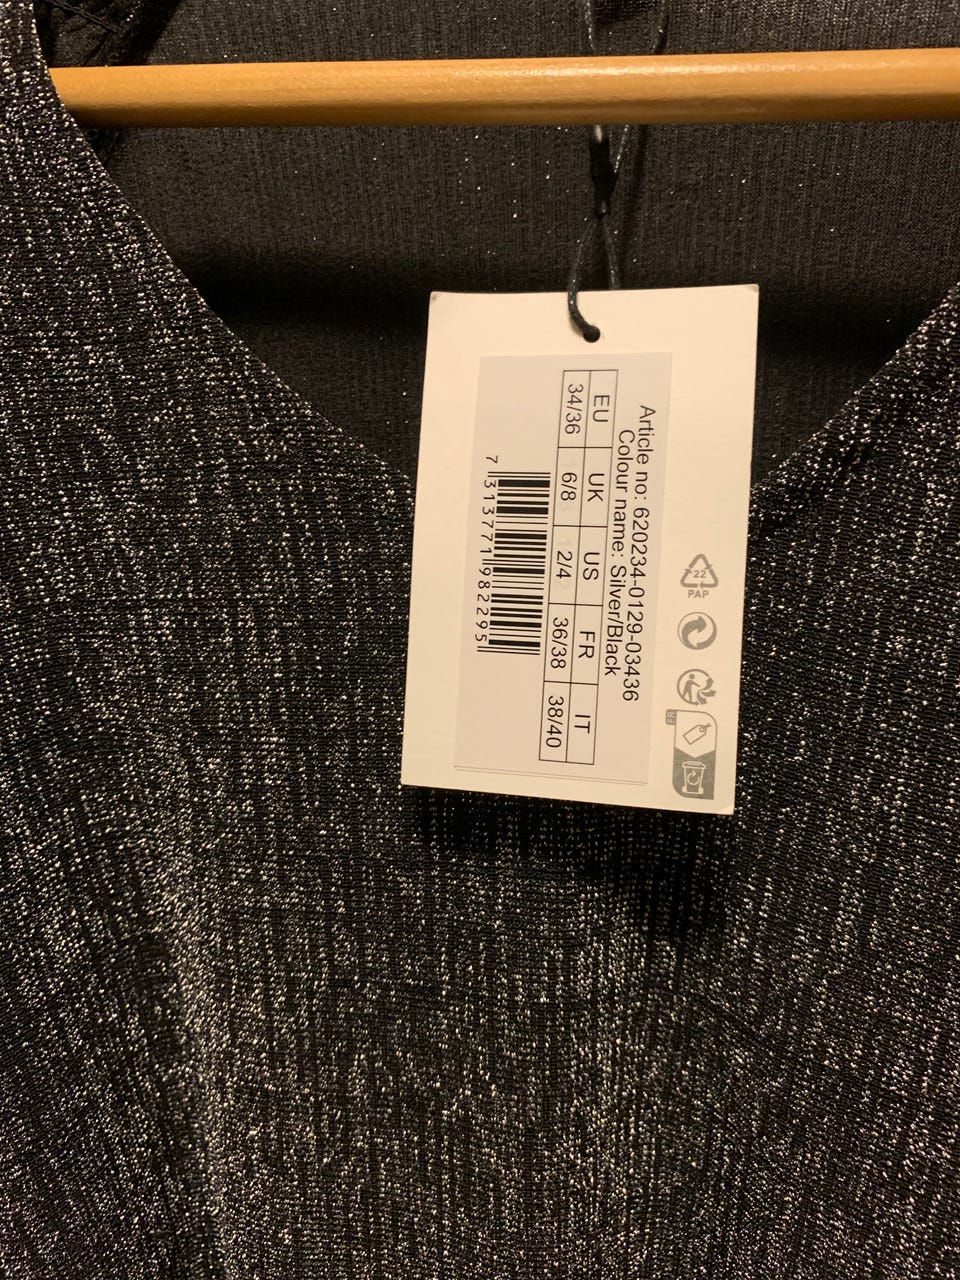 Article no: 620234-0129-03436
Colour name: Silver/Black
EU UK US FR IT
34/36 6/8 2/4 36/38 38/40
7 313771 982295
22
PAP
FR